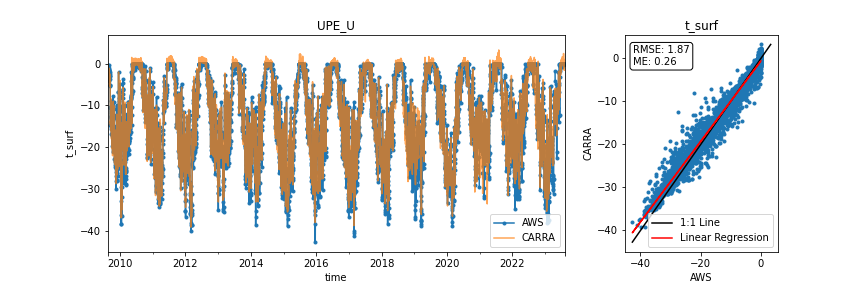 UPE_U
t_surf
0
−10
−20
−30
−40
2010
2012
2014
2016
2018
2020
2022
time
t_surf
AWS
CARRA
t_surf
CARRA
0
−10
−20
−30
−40
−40
−20
0
AWS
RMSE: 1.87
ME: 0.26
1:1 Line
Linear Regression